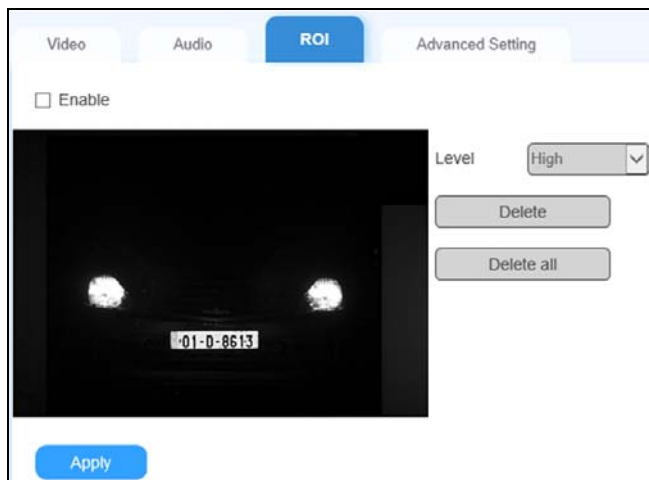 Video Audio ROI Advanced Setting
Enable
Level High
Delete
Delete all
01-D-8613
Apply